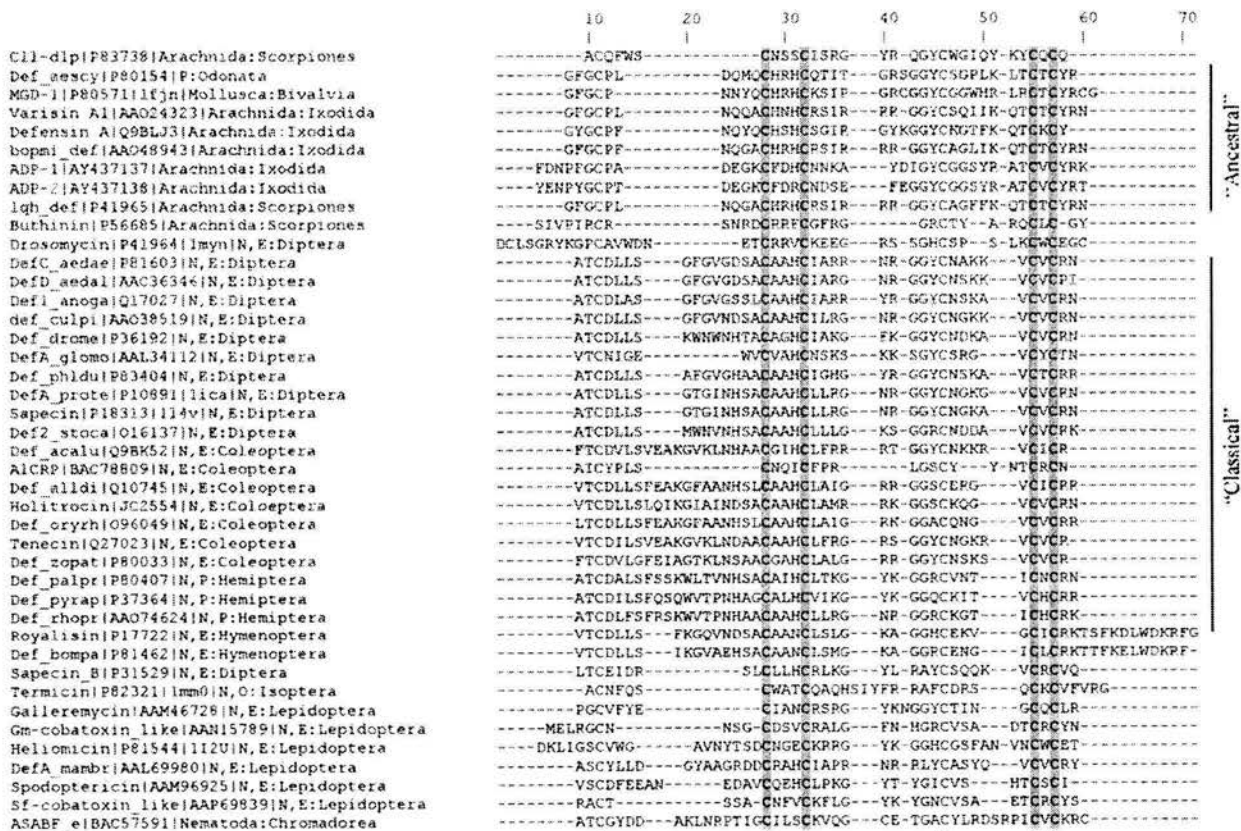 10 20 30 40 50 60 70
Cll-dlp|P83738|Arachnida:Scorpiones ---------ACQFWS------------CNSSCISRG---YR-QGYCWGIQY-KYCQCQ------------
Def_aescy|P80154|P:Odonata -------GFGCPL---------DQMQCHRHCQTIT---GRSGGYCSGPLK-LTCTCYR-----------
MGD-1|P80571|1fjn|Mollusca:Bivalvia -------GFGCP----------NNYQCHRHCKSIP---GRCGGYCGGWHR-LRCTCYRCG---------
Varisin A1|AAO24323|Arachnida:Ixodida -------GFGCPL---------NQQACHNHCRSIR---RR-GGYCSQIIK-QTCTCYRN----------
Defensin A|Q9BLJ3|Arachnida:Ixodida -------GYGCPF---------NQYQCHSHCSGIR---GYKGGYCKGTFK-QTCKCY------------
bopmi_def|AAO48943|Arachnida:Ixodida -------GFGCPF---------NQGACHRHCRSIR---RR-GGYCAGLIK-QTCTCYRN----------
ADP-1|AY437137|Arachnida:Ixodida ----FDNPFGCPA---------DEGKCFDHCNNKA---YDIGYCGGSYR-ATCVCYRK----------
ADP-2|AY437138|Arachnida:Ixodida ----YENPYGCPT---------DEGKCFDRCNDSE---FEGGYCGGSYR-ATCVCYRT----------
lqh_def|P41965|Arachnida:Scorpiones -------GFGCPL---------NQGACHRHCRSIR---RR-GGYCAGFFK-QTCTCYRN----------
Buthinin|P56685|Arachnida:Scorpiones -------SIVPIRCR-------SNRDCRRFCGFRG------GRCTY--A-RQCLC-GY-----------
Drosomycin|P41964|1myn|N,E:Diptera DCLSGRYKGPCAVWDN---------ETCRRVCKEEG---RS-SGHCSP--S-LKCWCEGC---------
DefC_aedae|P81603|N,E:Diptera --------ATCDLLS----GFGVGDSACAAHCIARR---NR-GGYCNAKK---VCVCRN----------
DefD_aedal|AAC36346|N,E:Diptera --------ATCDLLS----GFGVGDSACAAHCIARG---NR-GGYCNSKK---VCVCPI----------
Def1_anoga|Q17027|N,E:Diptera --------ATCDLAS----GFGVGSSLCAAHCIARR---YR-GGYCNSKA---VCVCRN----------
def_culpi|AAO38519|N,E:Diptera --------ATCDLLS----GFGVNDSACAAHCILRG---NR-GGYCNGKK---VCVCRN----------
Def_drome|P36192|N,E:Diptera --------ATCDLLS----KWNWNHTACAGHCIAKG---FK-GGYCNDKA---VCVCRN----------
DefA_glomo|AAL34112|N,E:Diptera --------VTCNIGE----------WVCVAHCNSKS---KK-SGYCSRG----VCYCTN----------
Def_phldu|P83404|N,E:Diptera --------ATCDLLS----AFGVGHAACAAHCIGHG---YR-GGYCNSKA---VCTCRR----------
DefA_prote|P10891|1ica|N,E:Diptera --------ATCDLLS----GTGINHSACAAHCLLRG---NR-GGYCNGKG---VCVCRN----------
Sapecin|P18313|1l4v|N,E:Diptera --------ATCDLLS----GTGINHSACAAHCLLRG---NR-GGYCNGKA---VCVCRN----------
Def2_stoca|O16137|N,E:Diptera --------ATCDLLS----MWNVNHSACAAHCLLLG---KS-GGRCNDDA---VCVCRK----------
Def_acalu|Q9BK52|N,E:Coleoptera --------FTCDVLSVEAKGVKLNHAACGIHCLFRR---RT-GGYCNKKR---VCICR-----------
AlCRP|BAC78809|N,E:Coleoptera --------ATCYPLS------------CNQICFPR-----LGSCY---Y-NTCRCN------------
Def_alldi|Q10745|N,E:Coleoptera --------VTCDLLSFEAKGFAANHSLCAAHCLAIG---RR-GGSCERG----VCICRR----------
Holitrocin|JC2554|N,E:Coloeptera --------VTCDLLSLQIKGIAINDSACAAHCLAMR---RK-GGSCKQG----VCVCRN----------
Def_oryrh|O96049|N,E:Coleoptera --------LTCDLLSFEAKGFAANHSLCAAHCLAIG---RK-GGACQNG----VCVCRR----------
Tenecin|Q27023|N,E:Coleoptera --------VTCDILSVEAKGVKLNDAACAAHCLFRG---RS-GGYCNGKR---VCVCR-----------
Def_zopat|P80033|N,E:Coleoptera --------FTCDVLGFEIAGTKLNSAACGAHCLALG---RR-GGYCNSKS---VCVCR-----------
Def_palpr|P80407|N,P:Hemiptera --------ATCDALSFSSKWLTVNHSACAIHCLTKG---YK-GGRCVNT----ICNCRN----------
Def_pyrap|P37364|N,P:Hemiptera --------ATCDILSFQSQWVTPNHAGCALHCVIKG---YK-GGQCKIT----VCHCRR----------
Def_rhopr|AAO74624|N,P:Hemiptera --------ATCDLFSFRSKWVTPNHAACAAHCLLRG---NR-GGRCKGT----ICHCRK----------
Royalisin|P17722|N,E:Hymenoptera --------VTCDLLS----FKGQVNDSACAANCLSLG---KA-GGHCEKV----GCICRKTSFKDLWDKRFG
Def_bompa|P81462|N,E:Hymenoptera --------VTCDLLS----IKGVAEHSACAANCLSMG---KA-GGRCENG----ICLCRKTTFKELWDKRF-
Sapecin_B|P31529|N,E:Diptera --------LTCEIDR----------SLCLLHCRLKG---YL-RAYCSQQK---VCRCVQ----------
Termicin|P82321|1mm0|N,O:Isoptera ---------ACNFQS------------CWATCQAQHSIYFR-RAFCDRS----QCKCVFVRG-------
Galleremycin|AAM46728|N,E:Lepidoptera --------PGCVFYE------------CIANCRSRG---YKNGGYCTIN----GCQCLR----------
Gm-cobatoxin_like|AAN15789|N,E:Lepidoptera -----MELRGCN--------NSG-CDSVCRALG---FN-HGRCVSA---DTCRCYN----------
Heliomicin|P81544|1I2U|N,E:Lepidoptera ----DKLIGSCVWG-----AVNYTSDCNGECKRRG---YK-GGHCGSFAN-VNCWCET-----------
DefA_mambr|AAL69980|N,E:Lepidoptera --------ASCYLLD----GYAAGRDDCRAHCIAPR---NR-RLYCASYQ---VCVCRY----------
Spodoptericin|AAM96925|N,E:Lepidoptera --------VSCDFEEAN------EDAVCQEHCLPKG---YT-YGICVS----HTCSCI-----------
Sf-cobatoxin_like|AAP69839|N,E:Lepidoptera --------RACT---------SSA-CNFVCKFLG---YK-YGNCVSA---ETCRCYS----------
ASABF e|BAC57591|Nematoda:Chromadorea --------ATCGYDD---AKLNRPTIGCILSCKVQG---CE-TGACYLRDSRPICVCKRC---------
"Ancestral"
"Classical"